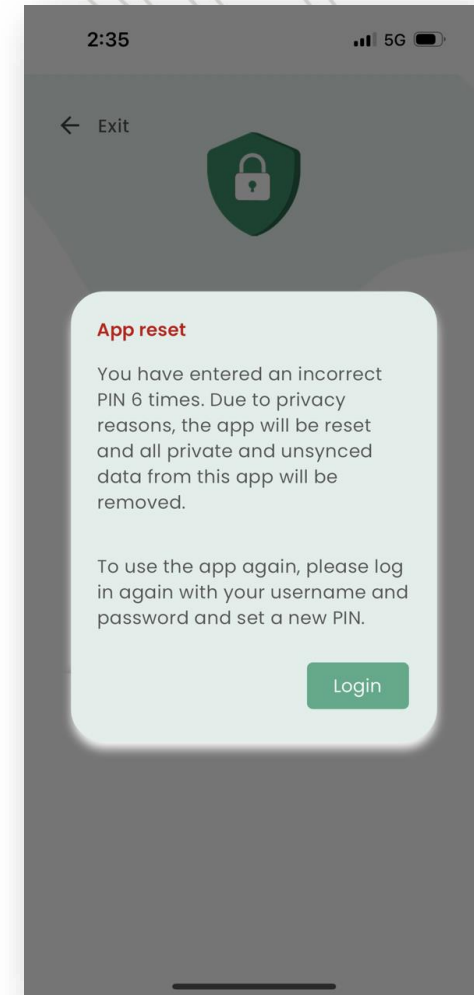 2:35
5G
Exit
App reset
You have entered an incorrect
PIN 6 times. Due to privacy
reasons, the app will be reset
and all private and unsynced
data from this app will be
removed.
To use the app again, please log
in again with your username and
password and set a new PIN.
Login